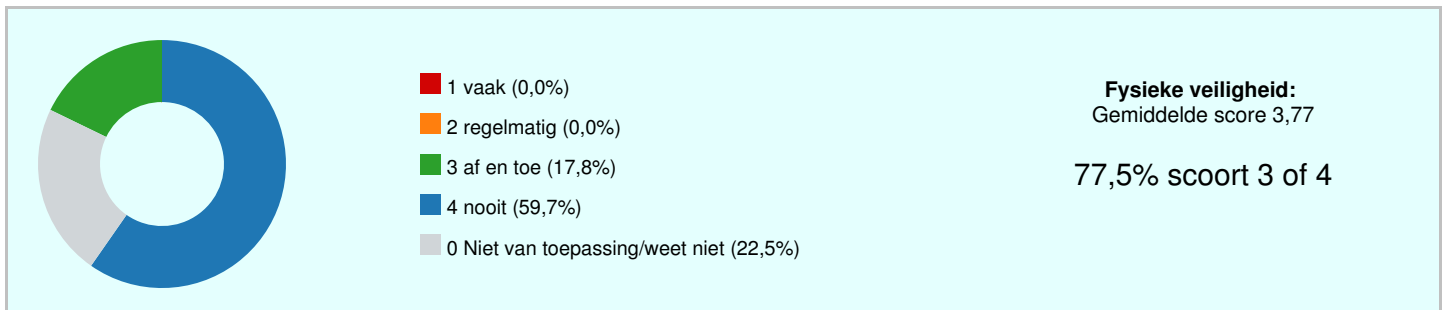 1 vaak (0,0%)
2 regelmatig (0,0%)
3 af en toe (17,8%)
4 nooit (59,7%)
0 Niet van toepassing/weet niet (22,5%)
Fysieke veiligheid:
Gemiddelde score 3,77
77,5% scoort 3 of 4